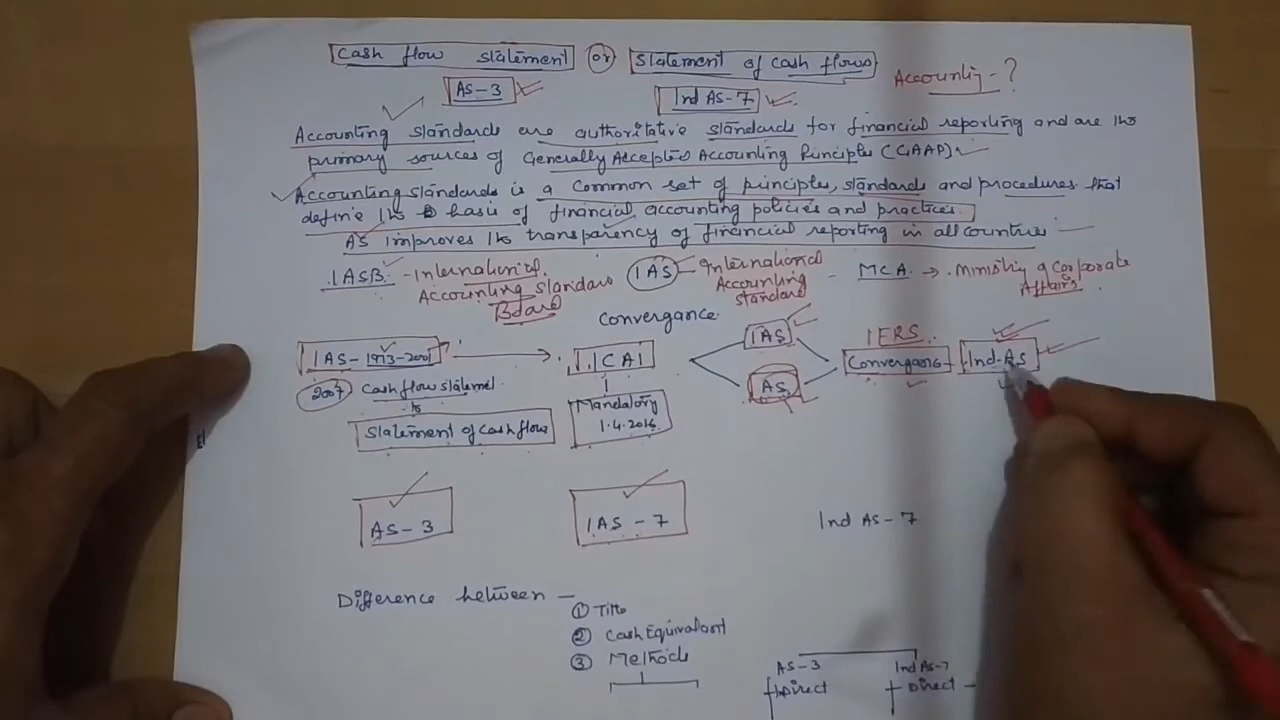 Cash flow statement or Statement of Cash flows
AS-3 Ind AS-7 Accounting - ?
Accounting standards are authoritative standards for financial reporting and are the
primary sources of Generally Accepted Accounting Principles (GAAP)
Accounting standards is a common set of principles, standards and procedures that
define the basis of financial accounting policies and practices.
AS improves the transparency of financial reporting in all countries
IASB - International Accounting Standard Board
IAS - International Accounting standard
MCA → Ministry of Corporate Affairs
Convergance
IAS - 1973-2001 → ICAI
IAS
AS
IFRS
Convergans Ind-AS
2007 Cash flow statemet
to
Statement of cash flow
Mandatory
1.4.2016
AS-3 IAS-7 Ind AS-7
Difference between -
① Title
② Cash Equivalant
③ Methods
AS-3 Ind AS-7
Direct Direct -